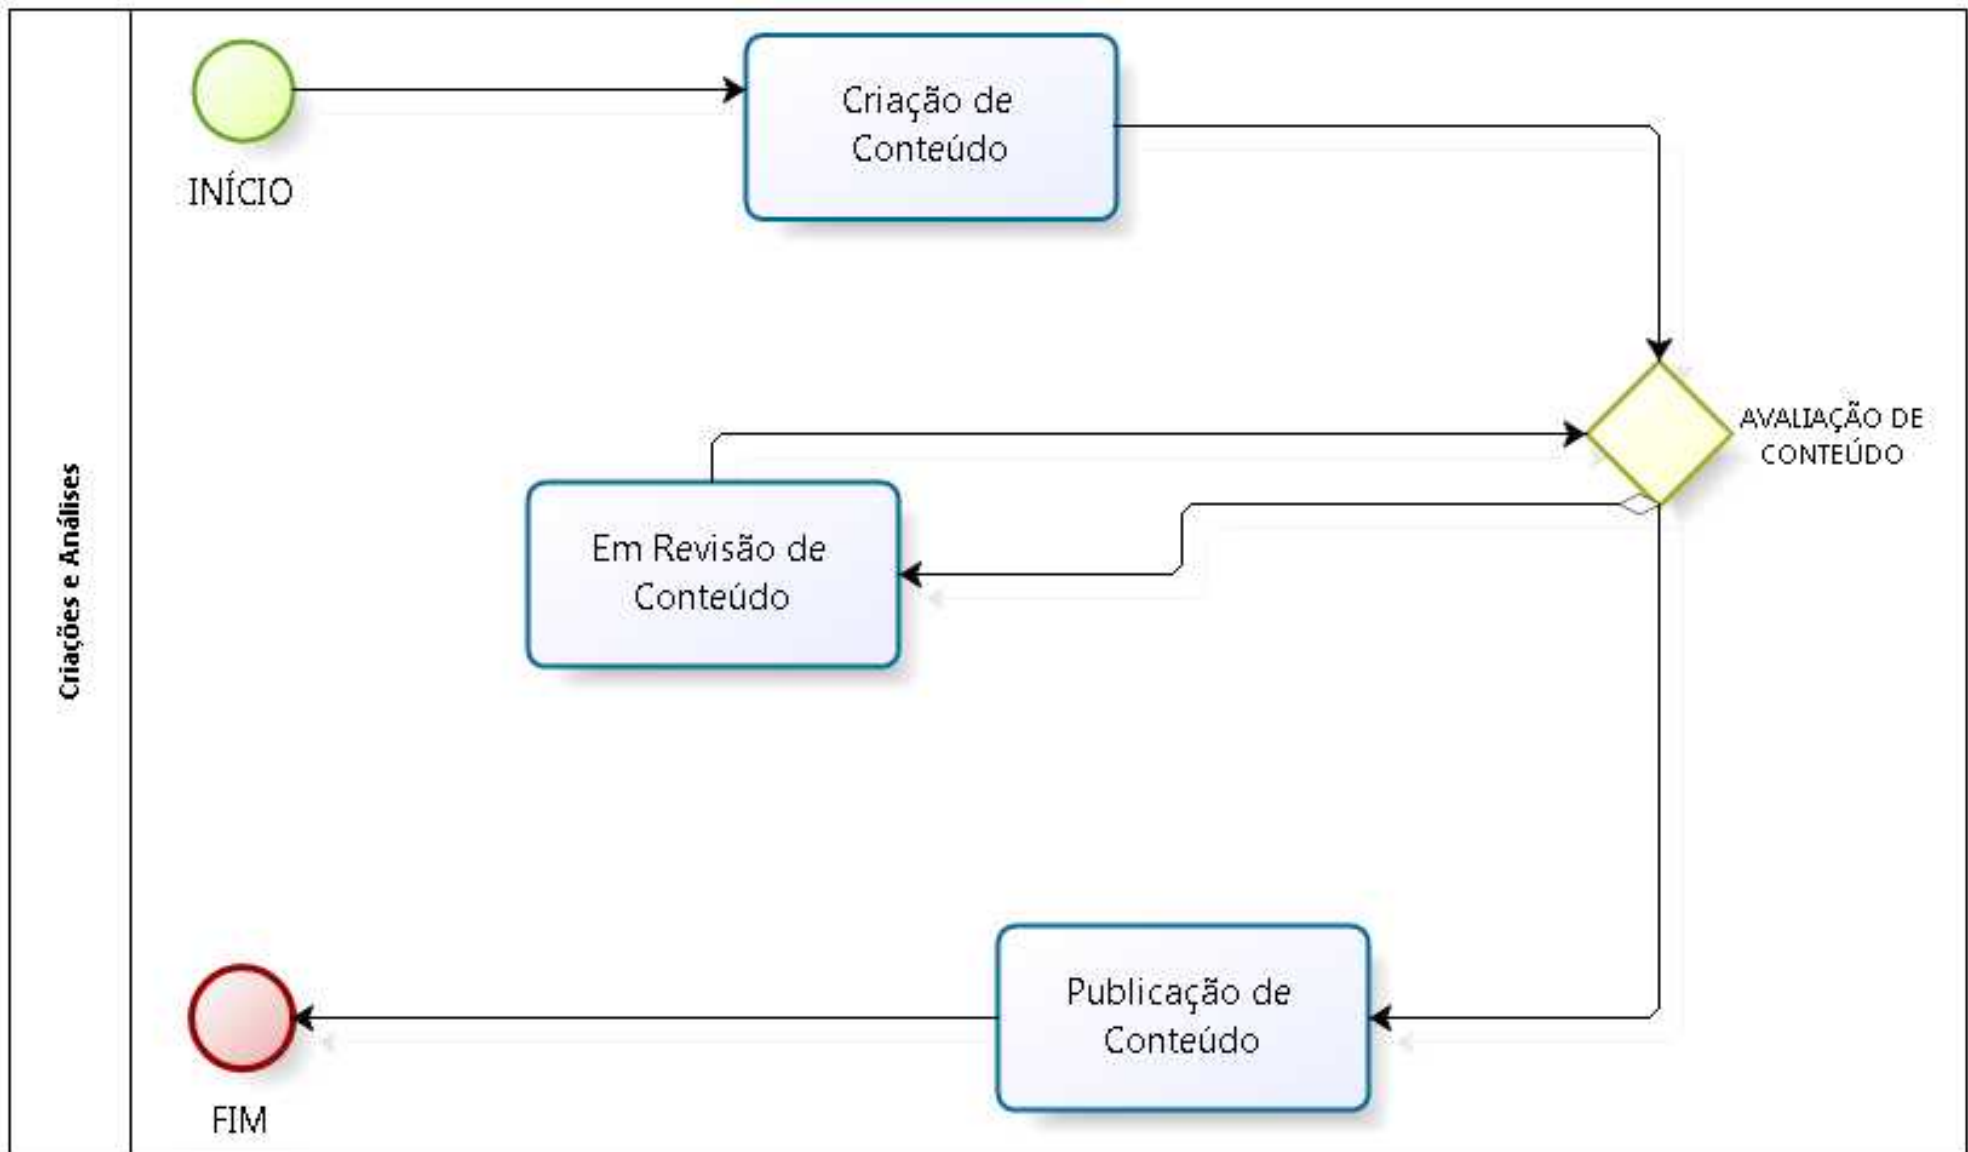 Criação de
Conteúdo
INÍCIO
AVALIAÇÃO DE
CONTEÚDO
Em Revisão de
Conteúdo
Criações e Análises
Publicação de
Conteúdo
FIM